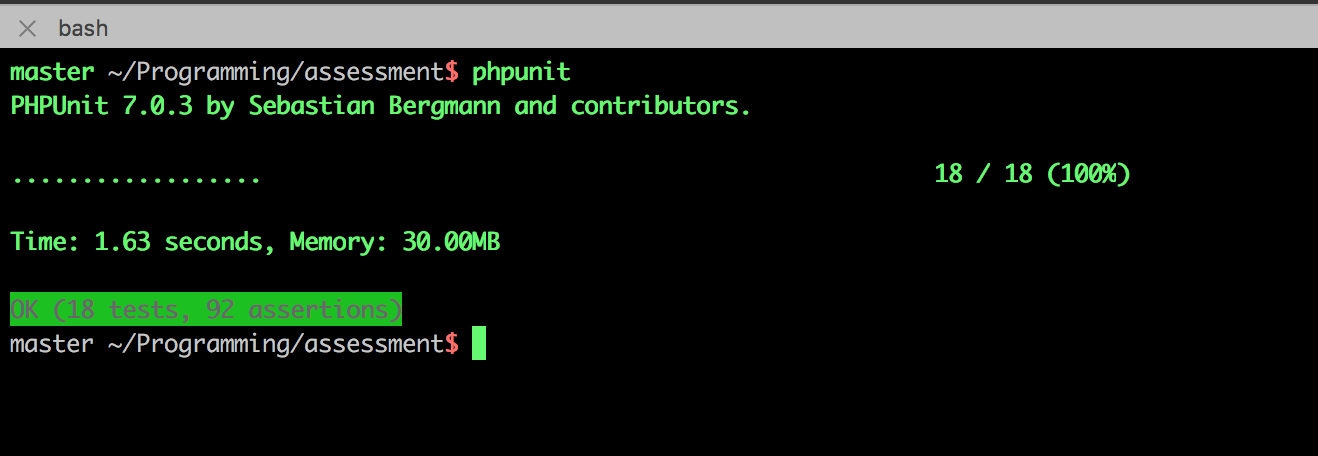 bash
master ~/Programming/assessment$ phpunit
PHPUnit 7.0.3 by Sebastian Bergmann and contributors.
.................. 18 / 18 (100%)
Time: 1.63 seconds, Memory: 30.00MB
OK (18 tests, 92 assertions)
master ~/Programming/assessment$